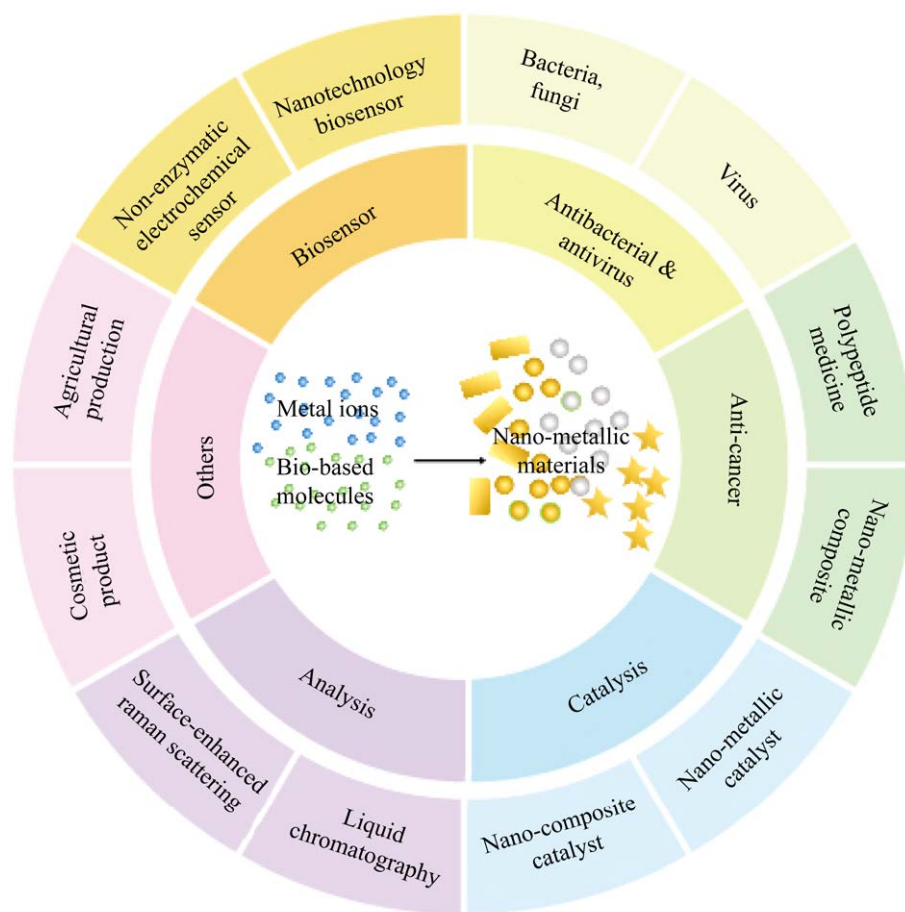 Nanotechnology
biosensor
Bacteria,
fungi
Virus
Polypeptide
medicine
Nano-metallic
composite
Nano-metallic
catalyst
Nano-composite
catalyst
Liquid
chromatography
Surface-enhanced
raman scattering
Cosmetic
product
Agricultural
production
Non-enzymatic
electrochemical
sensor
Biosensor
Antibacterial &
antivirus
Anti-cancer
Catalysis
Analysis
Others
Metal ions
Bio-based
molecules
Nano-metallic
materials